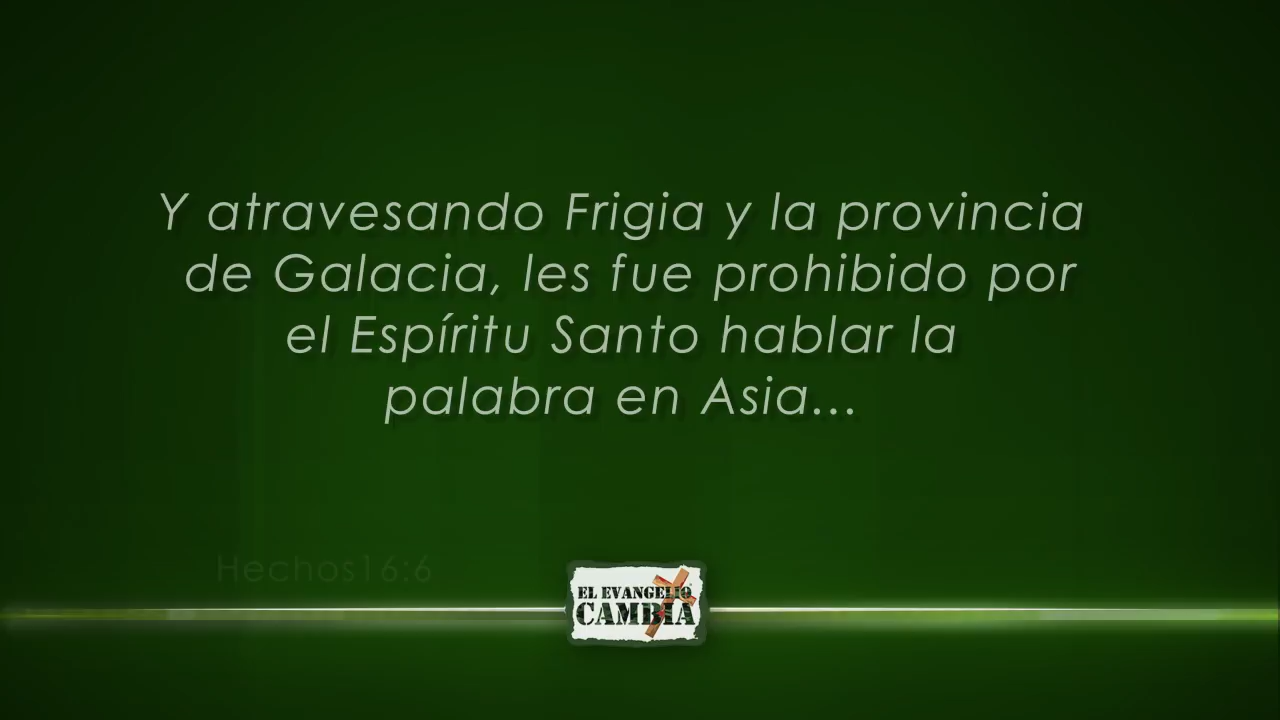 Y atravesando Frigia y la provincia
de Galacia, les fue prohibido por
el Espíritu Santo hablar la
palabra en Asia...
Hechos16:6
EL EVANGELIO
CAMBIA